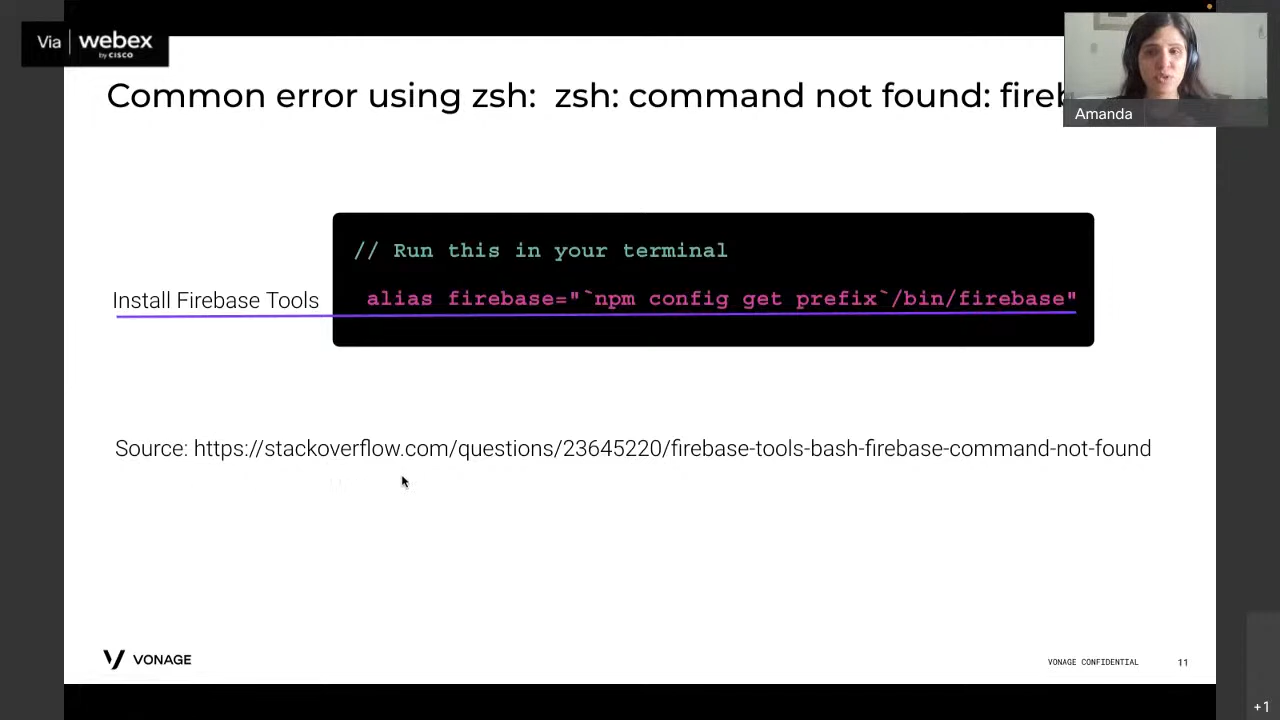 Via webex
by CISCO
Common error using zsh: zsh: command not found:
Amanda
// Run this in your terminal
Install Firebase Tools
alias firebase="`npm config get prefix`/bin/firebase"
Source: https://stackoverflow.com/questions/23645220/firebase-tools-bash-firebase-command-not-found
VONAGE
VONAGE CONFIDENTIAL
11
+1